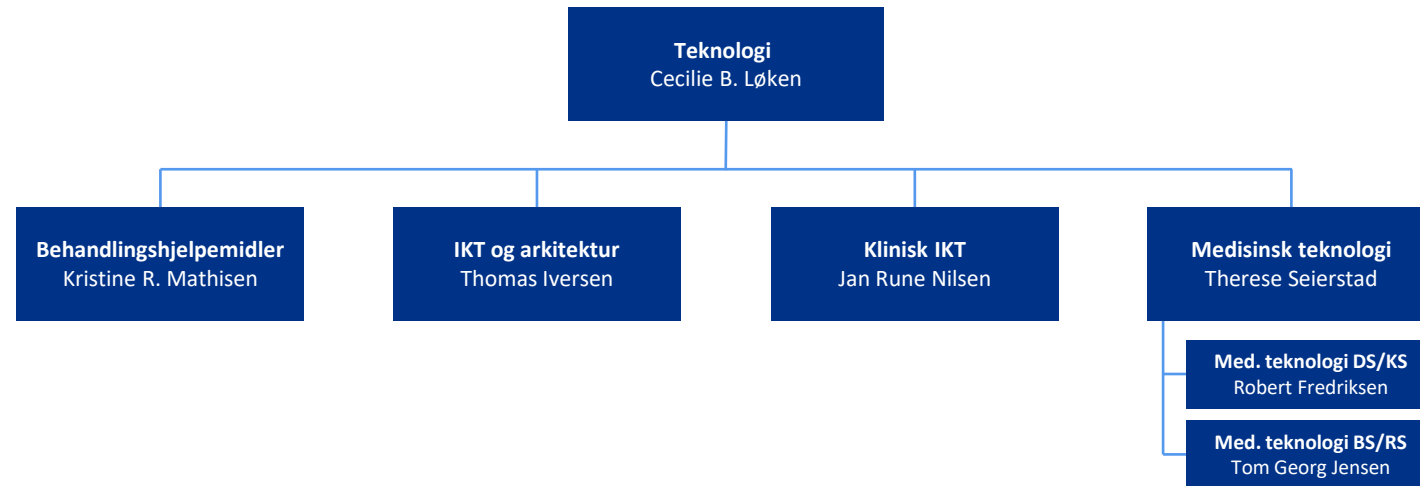 Teknologi
Cecilie B. Løken
Behandlingshjelpemidler
Kristine R. Mathisen
IKT og arkitektur
Thomas Iversen
Klinisk IKT
Jan Rune Nilsen
Medisinsk teknologi
Therese Seierstad
Med. teknologi DS/KS
Robert Fredriksen
Med. teknologi BS/RS
Tom Georg Jensen